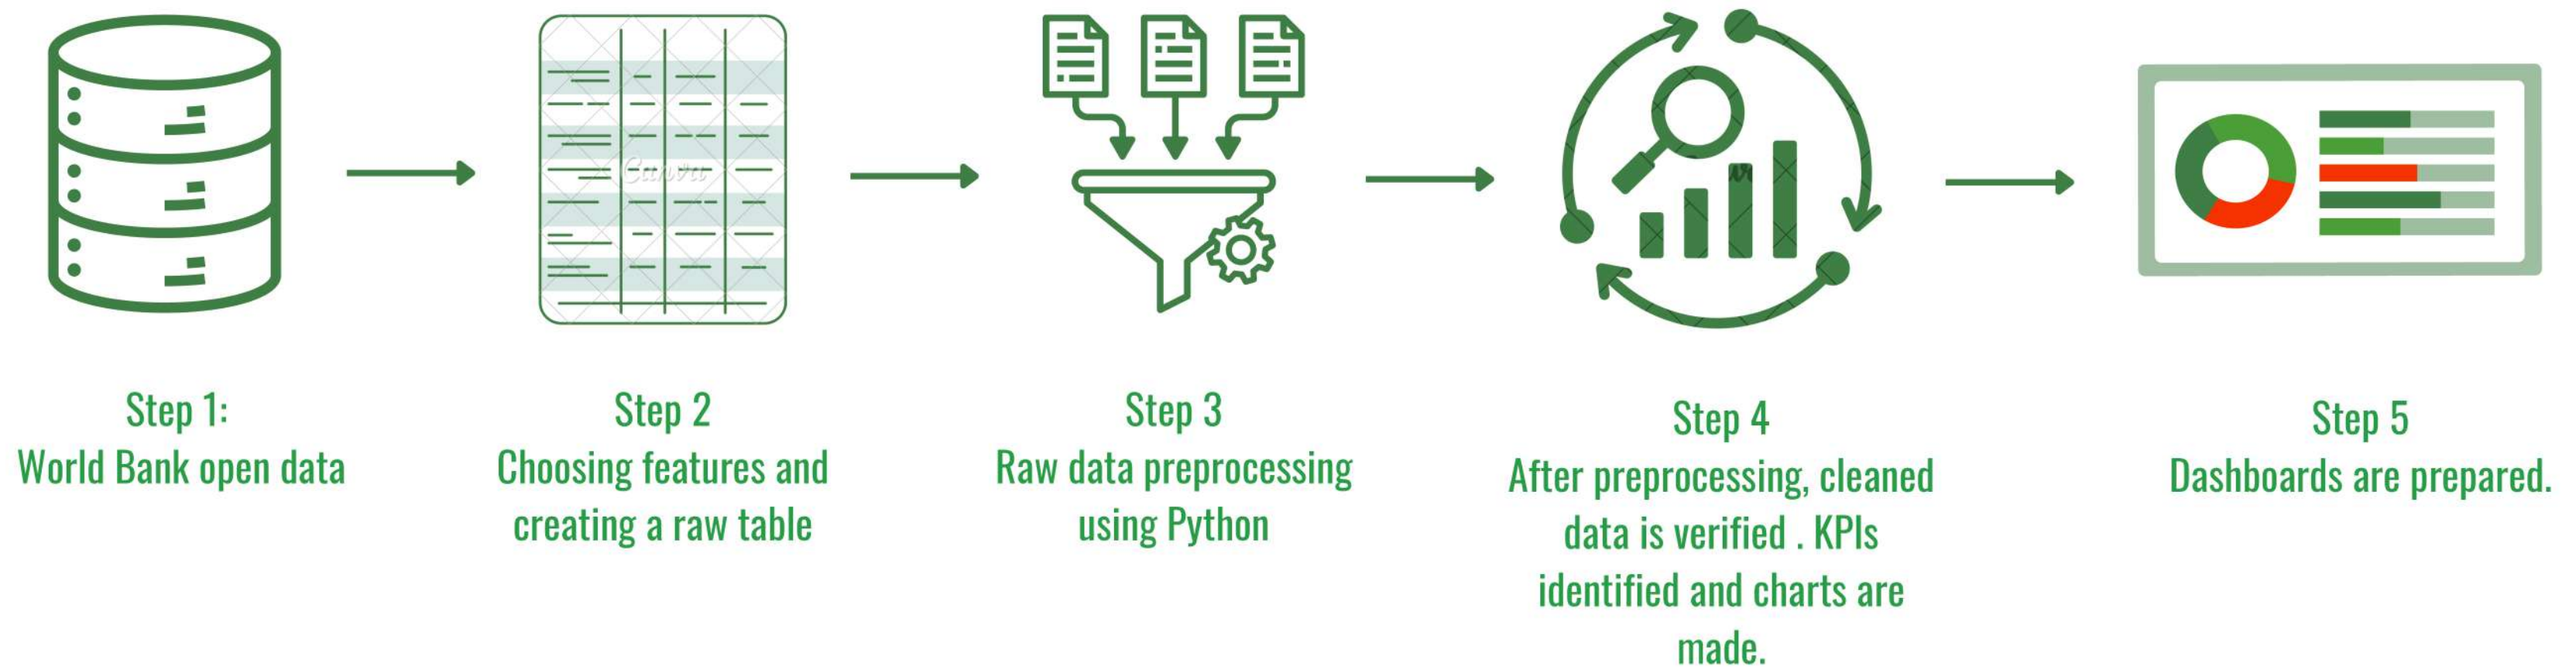 Canva
Step 1:
World Bank open data
Step 2
Choosing features and
creating a raw table
Step 3
Raw data preprocessing
using Python
Step 4
After preprocessing, cleaned
data is verified . KPIs
identified and charts are
made.
Step 5
Dashboards are prepared.